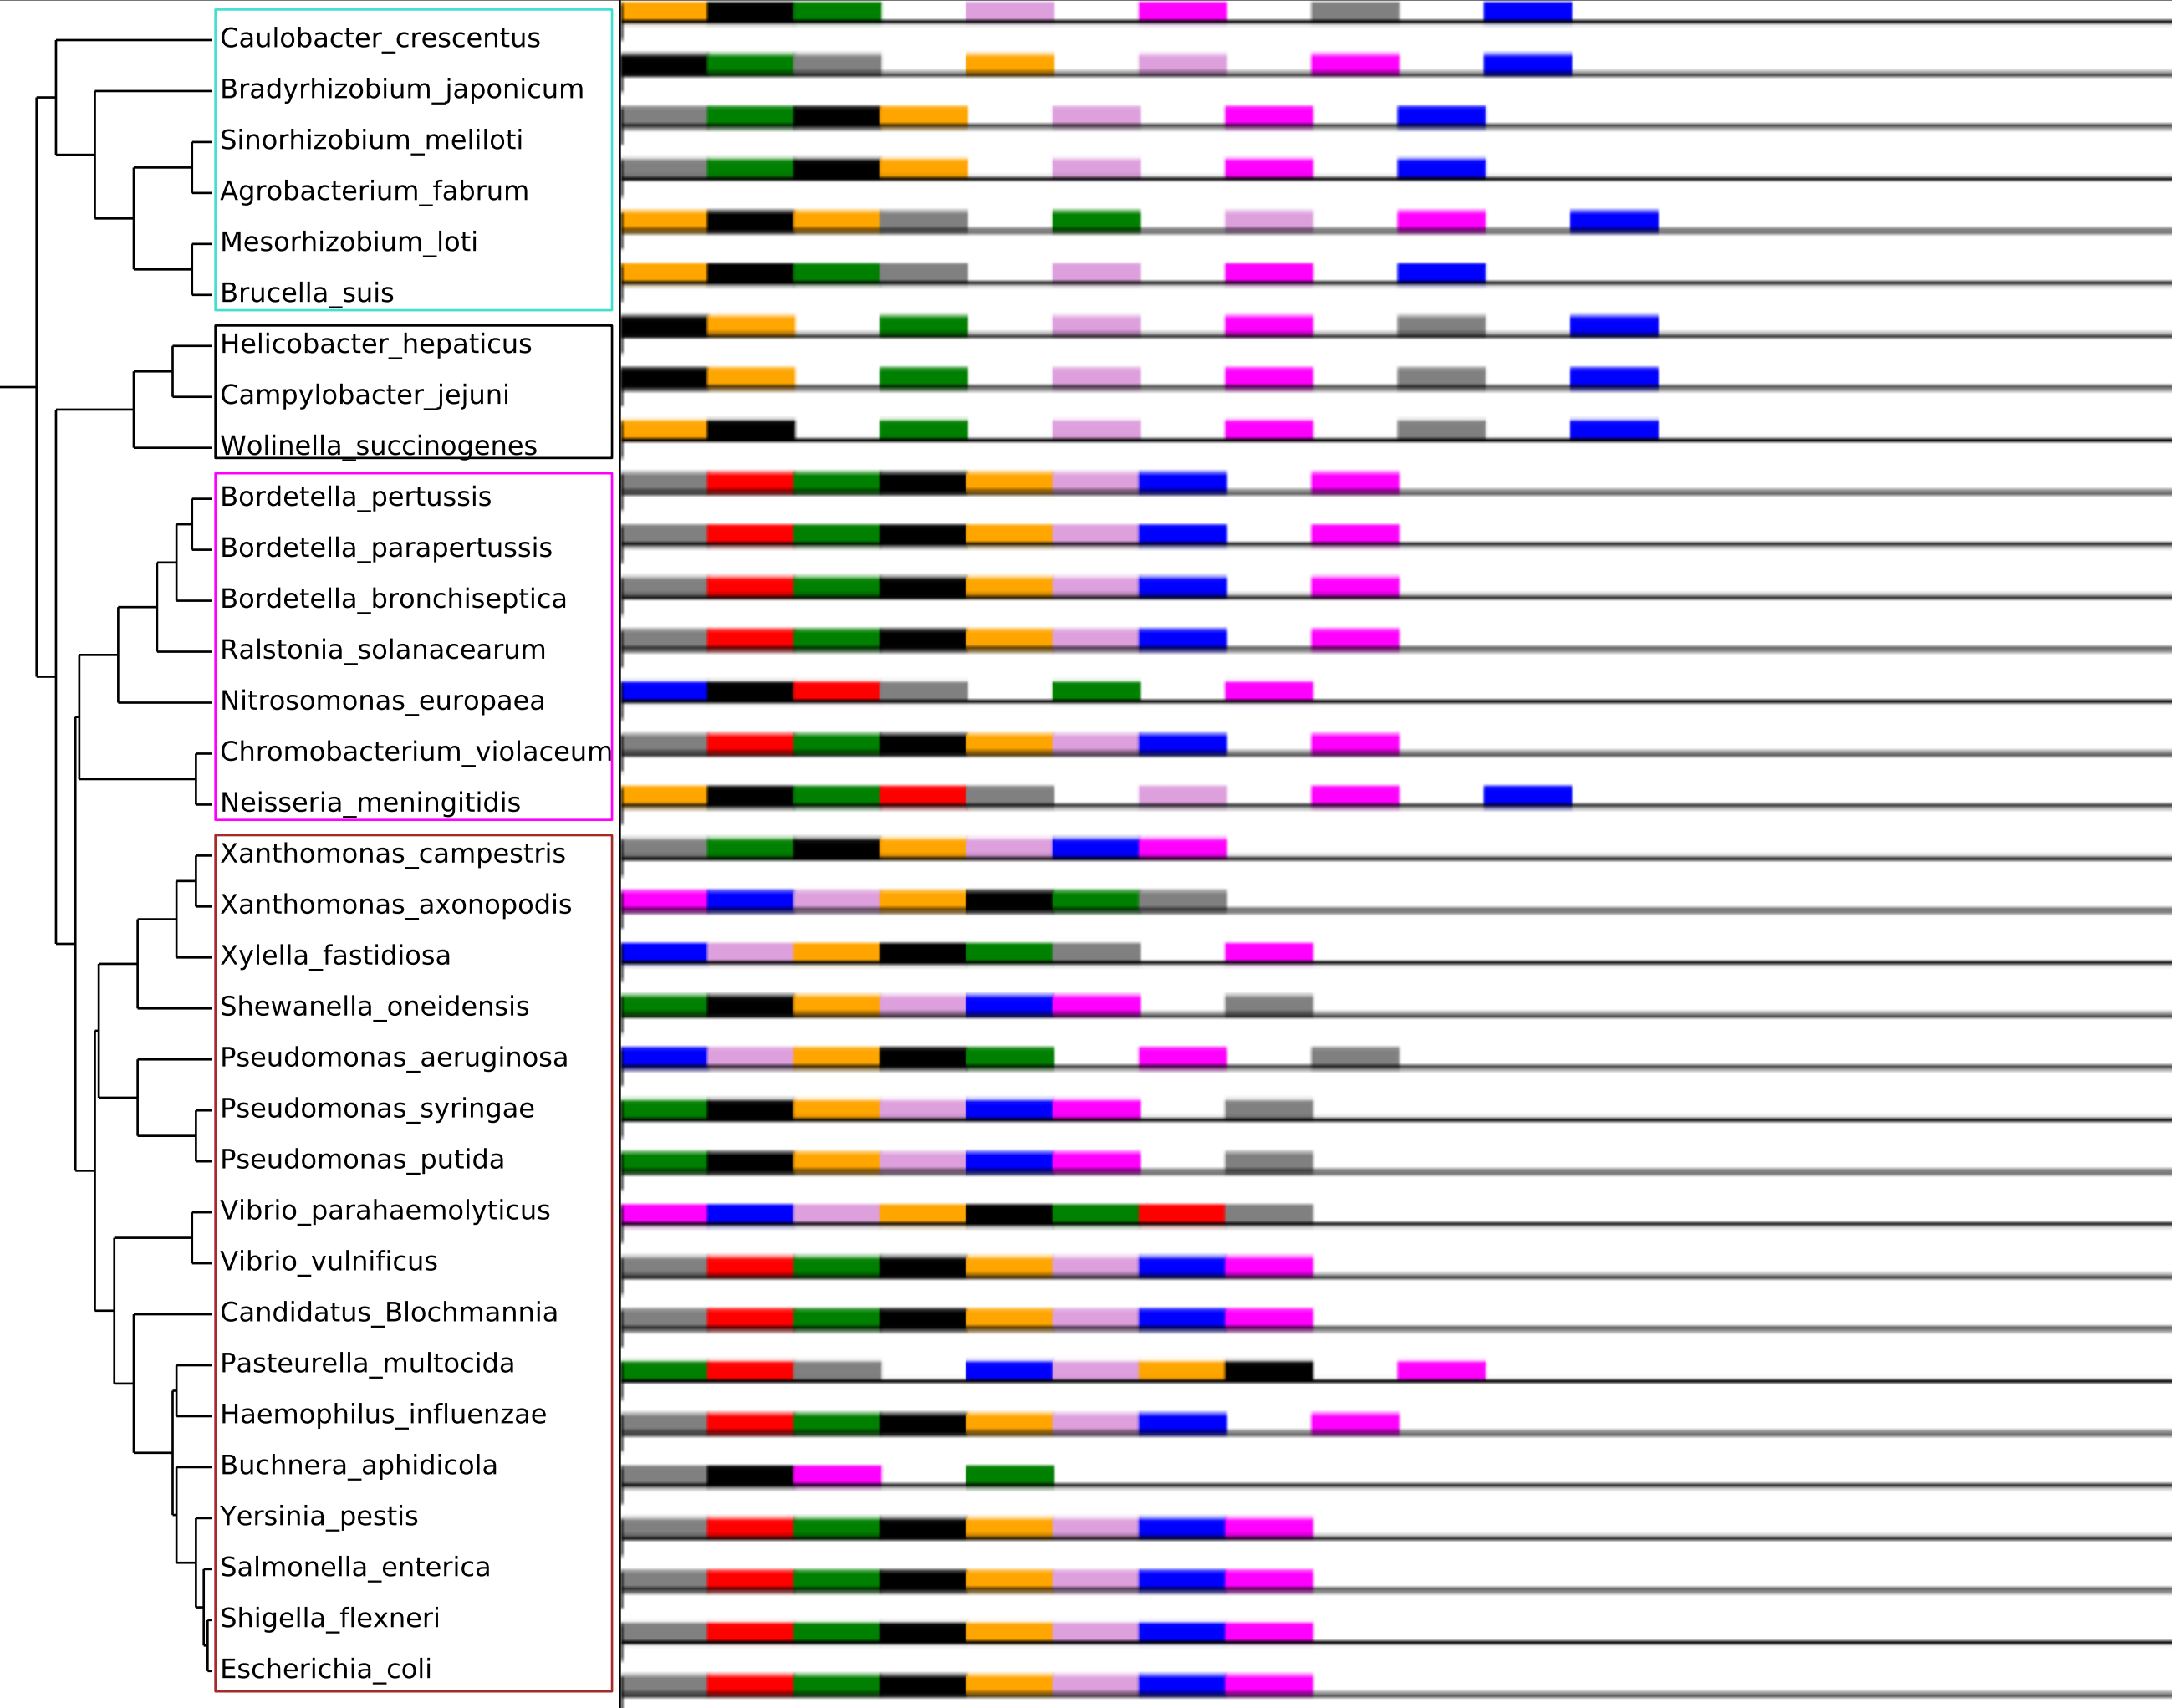 Caulobacter_crescentus
Bradyrhizobium_japonicum
Sinorhizobium_meliloti
Agrobacterium_fabrum
Mesorhizobium_loti
Brucella_suis
Helicobacter_hepaticus
Campylobacter_jejuni
Wolinella_succinogenes
Bordetella_pertussis
Bordetella_parapertussis
Bordetella_bronchiseptica
Ralstonia_solanacearum
Nitrosomonas_europaea
Chromobacterium_violaceum
Neisseria_meningitidis
Xanthomonas_campestris
Xanthomonas_axonopodis
Xylella_fastidiosa
Shewanella_oneidensis
Pseudomonas_aeruginosa
Pseudomonas_syringae
Pseudomonas_putida
Vibrio_parahaemolyticus
Vibrio_vulnificus
Candidatus_Blochmannia
Pasteurella_multocida
Haemophilus_influenzae
Buchnera_aphidicola
Yersinia_pestis
Salmonella_enterica
Shigella_flexneri
Escherichia_coli